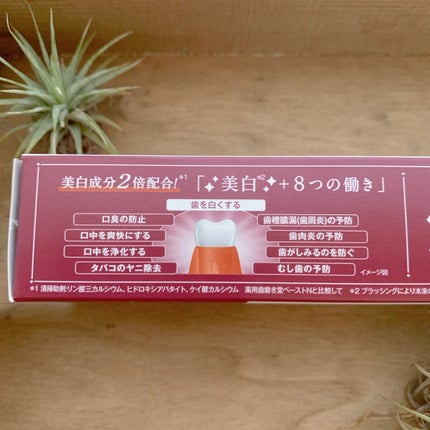 美白成分2倍配合!*1 「美白*2+8つの働き」
歯を白くする
口臭の防止
歯槽膿漏(歯周炎)の予防
口中を爽快にする
歯肉炎の予防
口中を浄化する
歯がしみるのを防ぐ
タバコのヤニ除去
むし歯の予防
イメージ図
*1 清掃助剤リン酸三カルシウム、ヒドロキシアパタイト、ケイ酸カルシウム 薬用歯磨き堂ペーストNと比較して *2 ブラッシングにより本来の